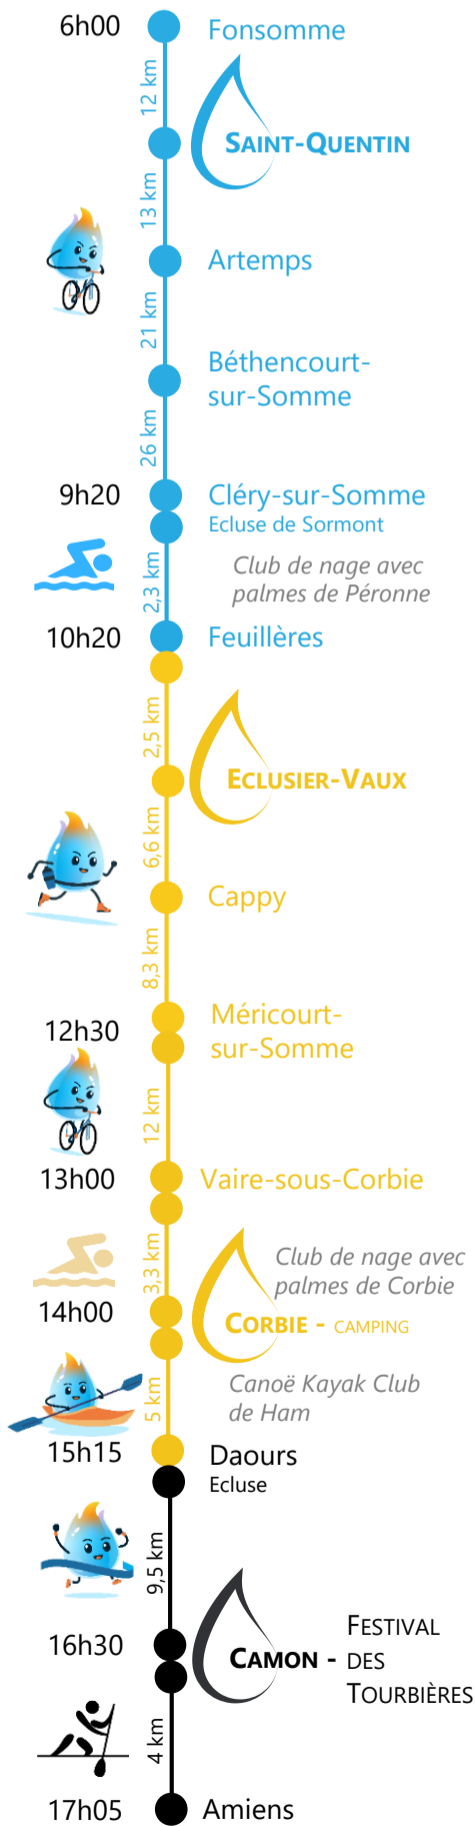 6h00
Fonsomme
12 km
SAINT-QUENTIN
13 km
Artemps
21 km
Béthencourt-
sur-Somme
26 km
9h20
Cléry-sur-Somme
Ecluse de Sormont
2,3 km
Club de nage avec
palmes de Péronne
10h20
Feuillères
2,5 km
ECLUSIER-VAUX
6,6 km
Cappy
8,3 km
12h30
Méricourt-
sur-Somme
12 km
13h00
Vaire-sous-Corbie
3,3 km
Club de nage avec
palmes de Corbie
14h00
CORBIE - CAMPING
5 km
Canoë Kayak Club
de Ham
15h15
Daours
Ecluse
9,5 km
16h30
CAMON - FESTIVAL
DES
TOURBIÈRES
4 km
17h05
Amiens